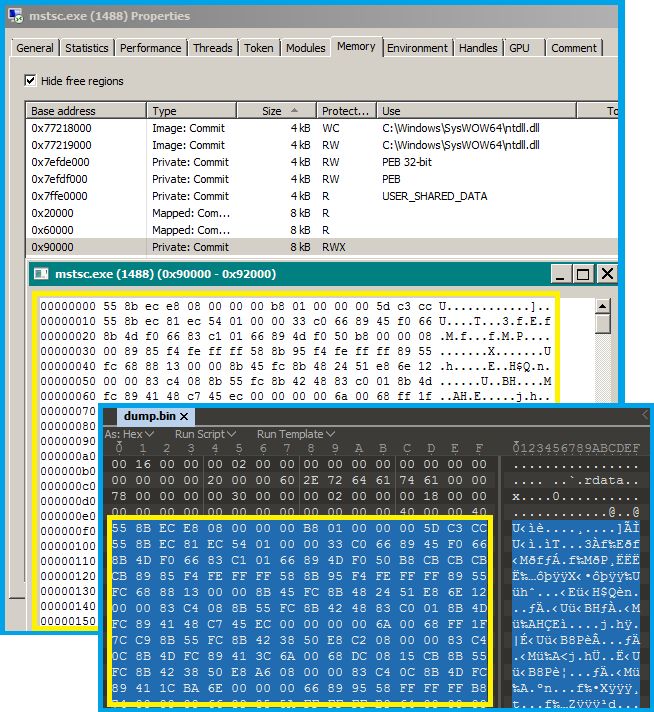 mstsc.exe (1488) Properties
General Statistics Performance Threads Token Modules Memory Environment Handles GPU Comment
Hide free regions
Base address Type Size Protect... Use To
0x77218000 Image: Commit 4 kB WC C:\Windows\SysWOW64\ntdll.dll
0x77219000 Image: Commit 4 kB RW C:\Windows\SysWOW64\ntdll.dll
0x7efde000 Private: Commit 4 kB RW PEB 32-bit
0x7efdf000 Private: Commit 4 kB RW PEB
0x7ffe0000 Private: Commit 4 kB R USER_SHARED_DATA
0x20000 Mapped: Com... 8 kB R
0x60000 Mapped: Com... 8 kB R
0x90000 Private: Commit 8 kB RWX
mstsc.exe (1488) (0x90000 - 0x92000)
00000000 55 8b ec e8 08 00 00 00 b8 01 00 00 00 5d c3 cc U............]..
00000010 55 8b ec 81 ec 54 01 00 00 33 c0 66 89 45 f0 66 U....T...3.f.E.f
00000020 8b 4d f0 66 83 c1 01 66 89 4d f0 50 b8 00 00 08 .M.f...f.M.P....
00000030 00 89 85 f4 fe ff ff 58 8b 95 f4 fe ff ff 89 55 .......X.......U
00000040 fc 68 88 13 00 00 8b 45 fc 8b 48 24 51 e8 6e 12 .h.....E..H$Q.n.
00000050 00 00 83 c4 08 8b 55 fc 8b 42 48 83 c0 01 8b 4d ......U..BH....M
00000060 fc 89 41 48 c7 45 ec 00 00 00 00 6a 00 68 ff 1f ..AH.E.....j.h..
00000070
00000080
00000090
000000a0
000000b0
000000c0
000000d0
000000e0
000000f0
00000100
00000110
00000120
00000130
00000140
00000150
dump.bin
As: Hex Run Script Run Template
0 1 2 3 4 5 6 7 8 9 A B C D E F 0123456789ABCDEF
00 16 00 00 00 02 00 00 00 00 00 00 00 00 00 00 ................
00 00 00 00 20 00 00 60 2E 72 64 61 74 61 00 00 .... ..`.rdata..
78 00 00 00 00 30 00 00 00 02 00 00 00 18 00 00 x....0..........
00 00 00 00 00 00 00 00 00 00 00 00 40 00 00 40 ............@..@
55 8B EC E8 08 00 00 00 B8 01 00 00 00 5D C3 CC U‹ìè....¸....]ÃÌ
55 8B EC 81 EC 54 01 00 00 33 C0 66 89 45 F0 66 U‹ì.ìT...3Àf‰Eðf
8B 4D F0 66 83 C1 01 66 89 4D F0 50 B8 CB CB CB ‹MðfƒÁ.f‰MðP¸ËËË
CB 89 85 F4 FE FF FF 58 8B 95 F4 FE FF FF 89 55 Ë‰…ôþÿÿX‹•ôþÿÿ‰U
FC 68 88 13 00 00 8B 45 FC 8B 48 24 51 E8 6E 12 ühˆ...‹Eü‹H$Qèn.
00 00 83 C4 08 8B 55 FC 8B 42 48 83 C0 01 8B 4D ..ƒÄ.‹Uü‹BHƒÀ.‹M
FC 89 41 48 C7 45 EC 00 00 00 00 6A 00 68 FF 1F ü‰AHÇEì....j.hÿ.
7C C9 8B 55 FC 8B 42 38 50 E8 C2 08 00 00 83 C4 |É‹Uü‹B8PèÂ...ƒÄ
0C 8B 4D FC 89 41 3C 6A 00 68 DC 08 15 CB 8B 55 .‹Mü‰A<j.hÜ..Ë‹U
FC 8B 42 38 50 E8 A6 08 00 00 83 C4 0C 8B 4D FC ü‹B8Pè¦...ƒÄ.‹Mü
89 41 1C BA 6E 00 00 00 66 89 95 58 FF FF FF B8 ‰A.ºn...f‰•Xÿÿÿ¸